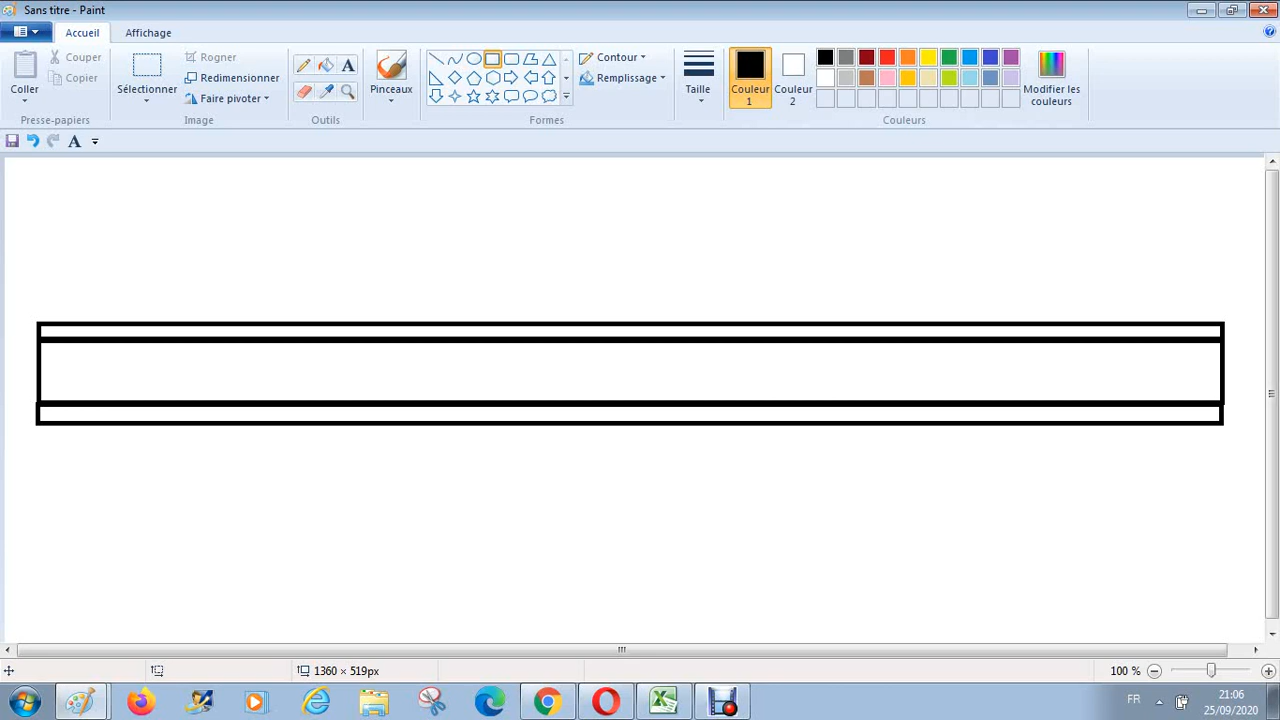 Sans titre - Paint
Accueil Affichage
Coller
Couper
Copier
Presse-papiers
Sélectionner
Rogner
Redimensionner
Faire pivoter
Image
A
Outils
Pinceaux
Contour
Remplissage
Formes
Taille
Couleur
1
Couleur
2
Modifier les
couleurs
Couleurs
A
1360 × 519px
100 %
FR
21:06
25/09/2020